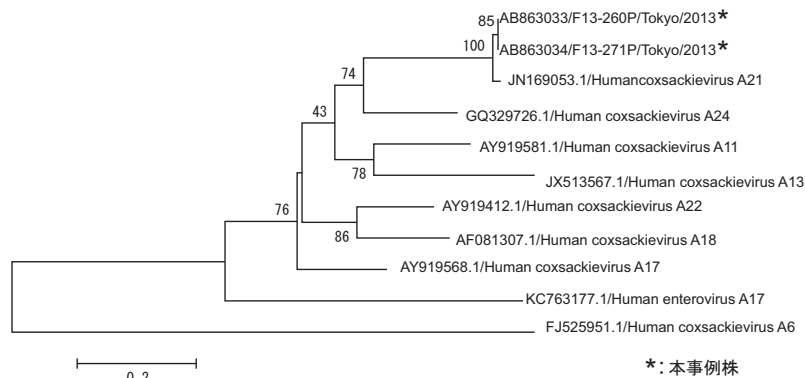 85
AB863033/F13-260P/Tokyo/2013*
AB863034/F13-271P/Tokyo/2013*
100
JN169053.1/Humancoxsackievirus A21
74
GQ329726.1/Human coxsackievirus A24
43
AY919581.1/Human coxsackievirus A11
78
JX513567.1/Human coxsackievirus A13
76
AY919412.1/Human coxsackievirus A22
86
AF081307.1/Human coxsackievirus A18
AY919568.1/Human coxsackievirus A17
KC763177.1/Human enterovirus A17
FJ525951.1/Human coxsackievirus A6
0.2
*: 本事例株